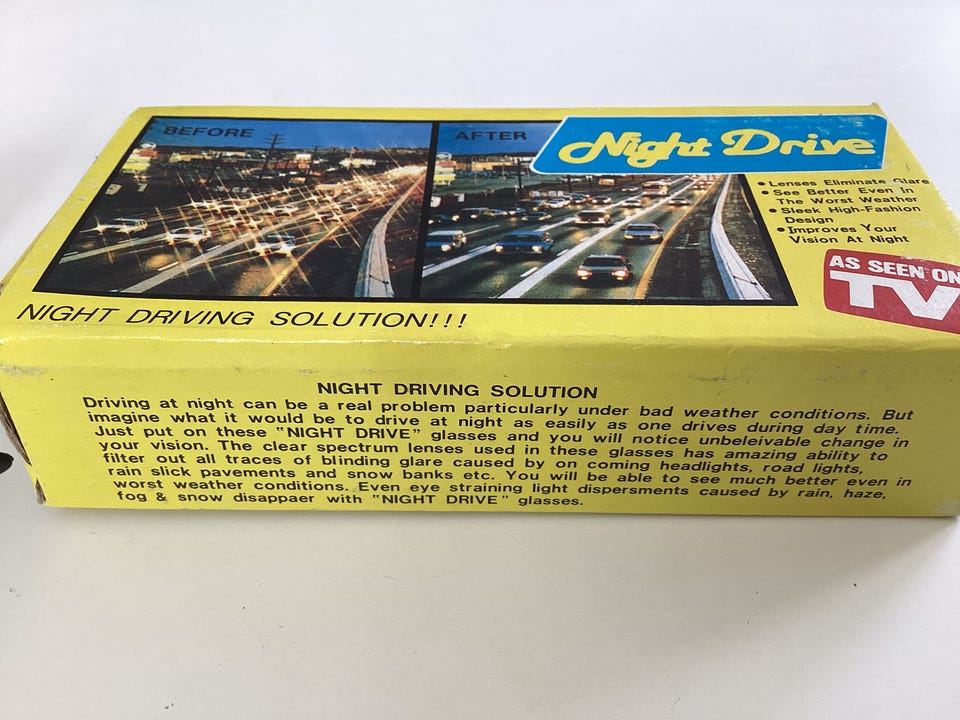 BEFORE
AFTER
Night Drive
• Lenses Eliminate Glare
• See Better Even In
The Worst Weather
• Sleek High-Fashion
Design
• Improves Your
Vision At Night
AS SEEN ON
TV
NIGHT DRIVING SOLUTION!!!
NIGHT DRIVING SOLUTION
Driving at night can be a real problem particularly under bad weather conditions. But
imagine what it would be to drive at night as easily as one drives during day time.
Just put on these "NIGHT DRIVE" glasses and you will notice unbeleivable change in
your vision. The clear spectrum lenses used in these glasses has amazing ability to
filter out all traces of blinding glare caused by on coming headlights, road lights,
rain slick pavements and snow banks etc. You will be able to see much better even in
worst weather conditions. Even eye straining light dispersments caused by rain, haze,
fog & snow disappaer with "NIGHT DRIVE" glasses.